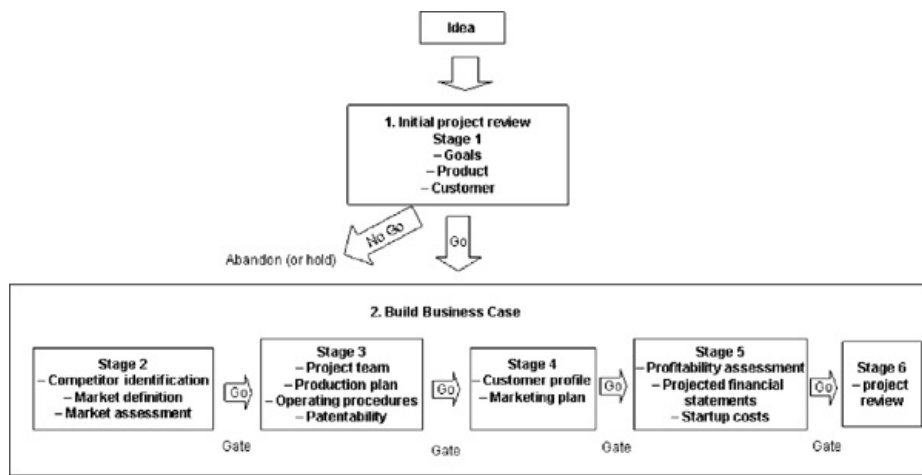 Idea
1. Initial project review
Stage 1
– Goals
– Product
– Customer
No Go
Go
Abandon (or hold)
2. Build Business Case
Stage 2
– Competitor identification
– Market definition
– Market assessment
Go
Gate
Stage 3
– Project team
– Production plan
– Operating procedures
– Patentability
Go
Gate
Stage 4
– Customer profile
– Marketing plan
Go
Gate
Stage 5
– Profitability assessment
– Projected financial
statements
– Startup costs
Go
Gate
Stage 6
– project
review